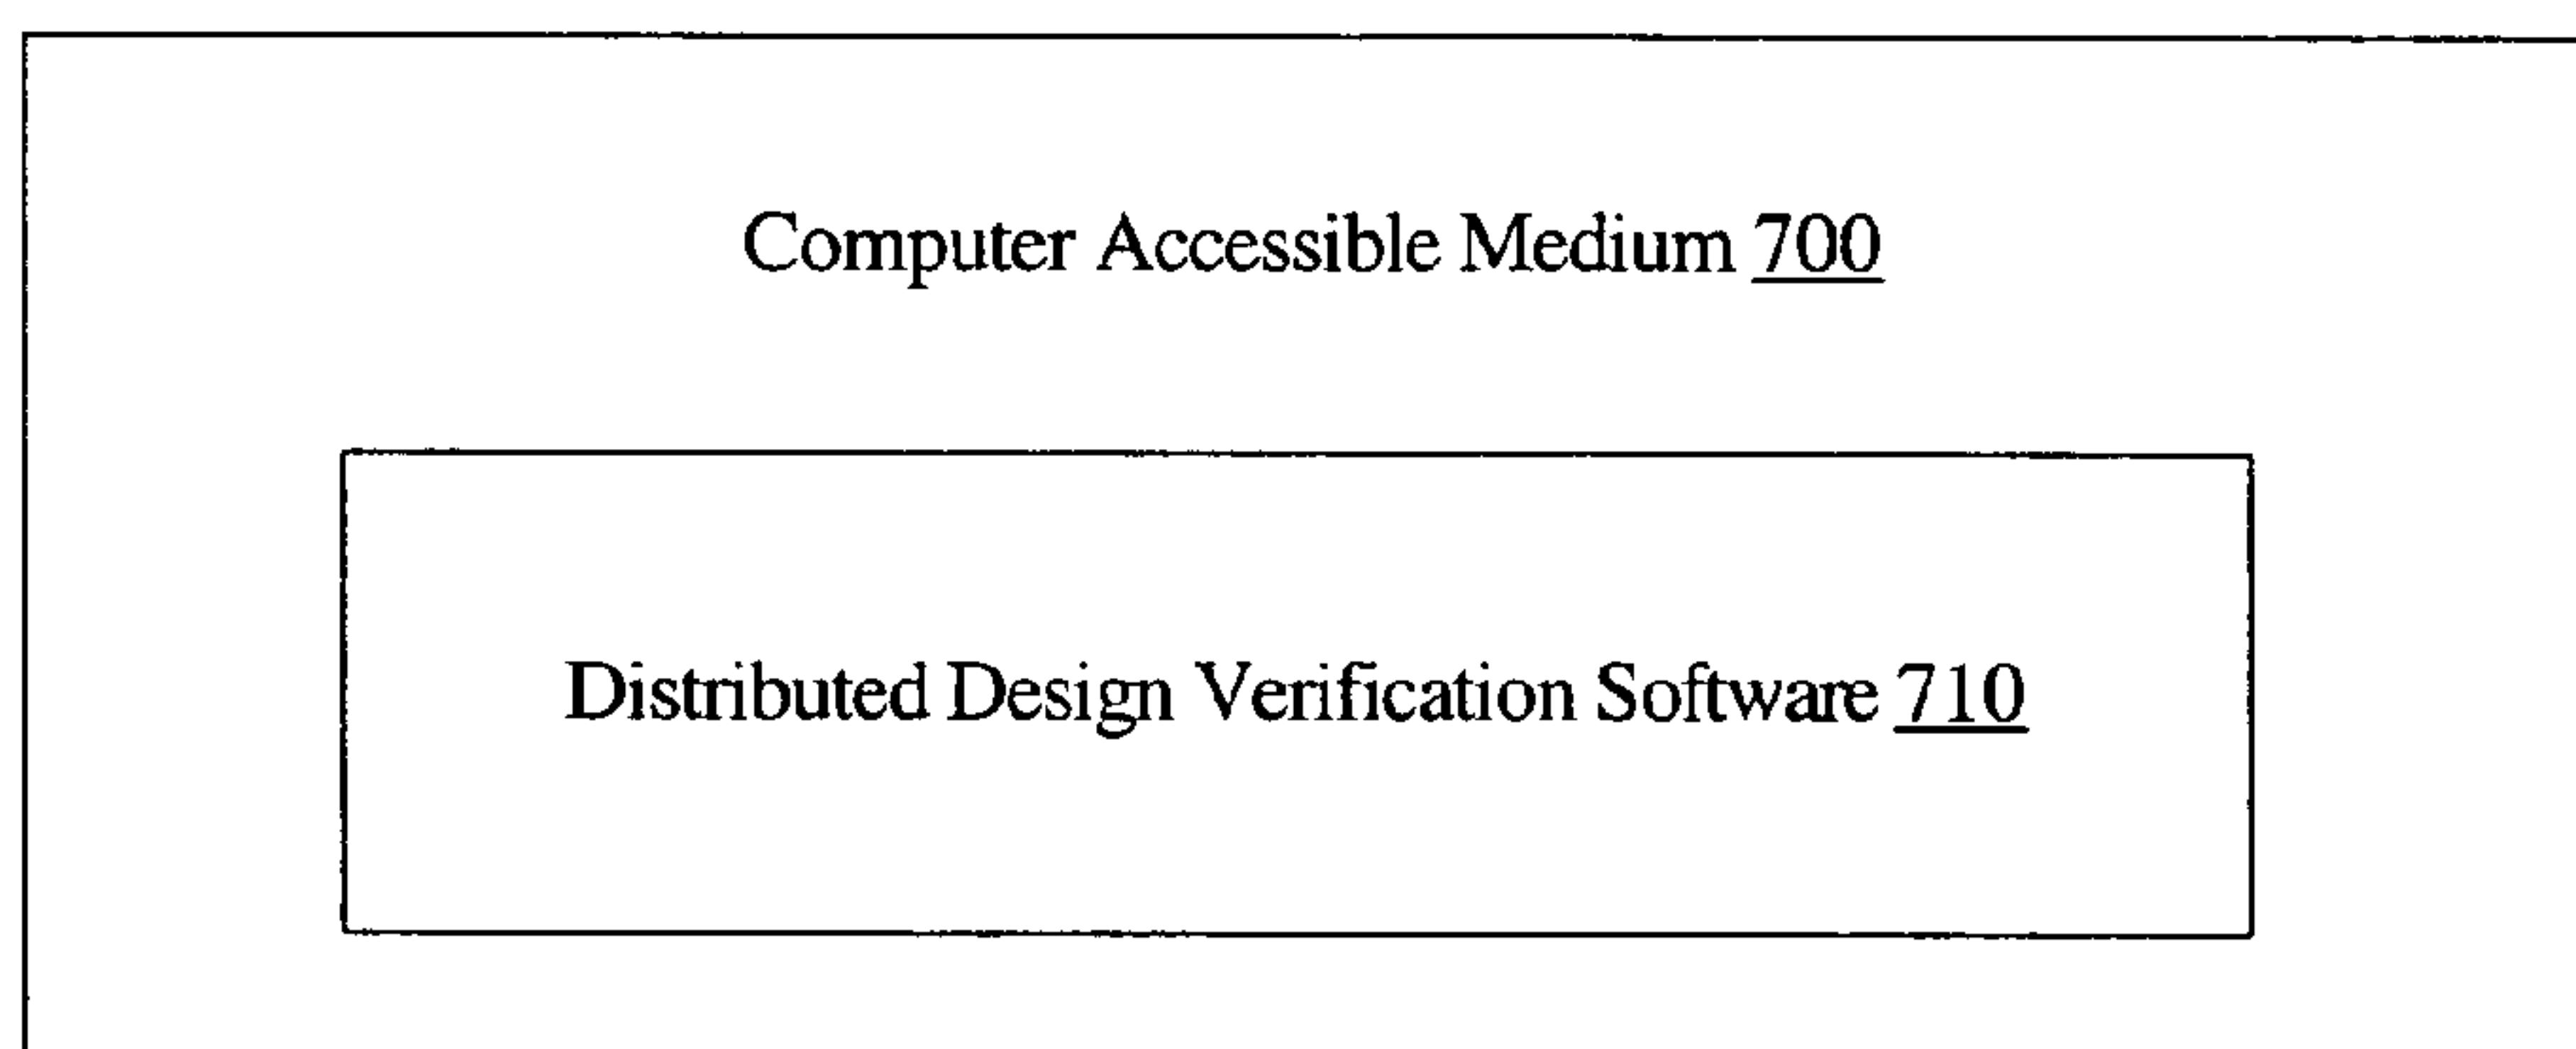 Computer Accessible Medium 700
Distributed Design Verification Software 710